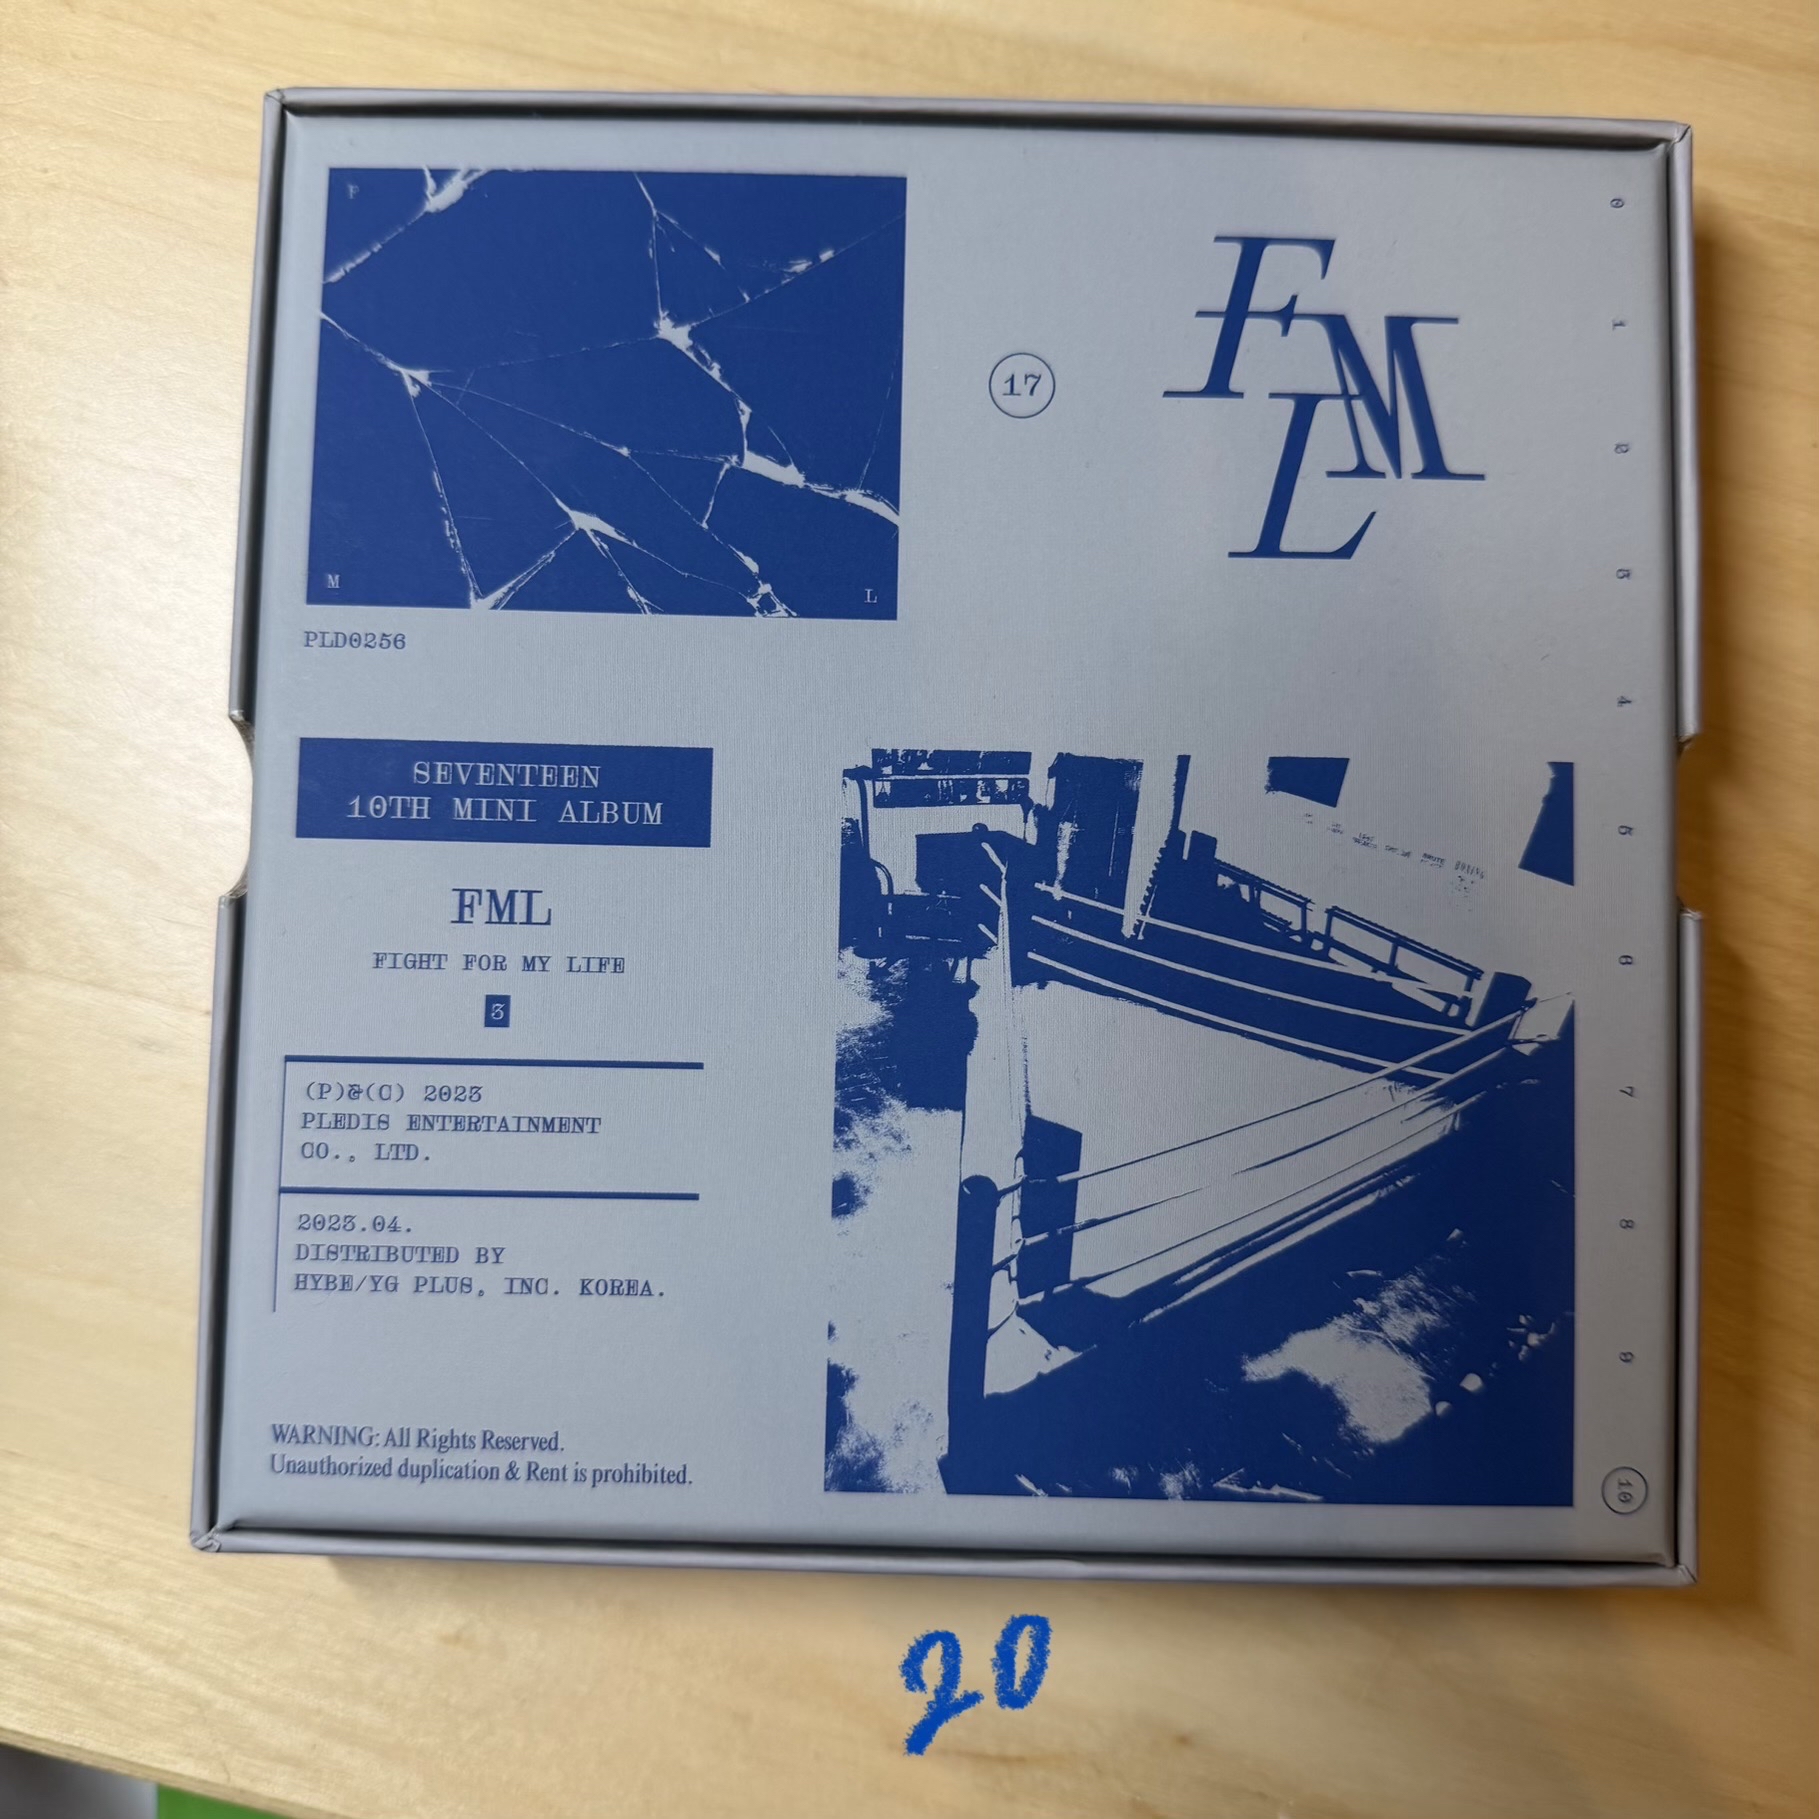 F
M
L
PLD0256
17
FML
SEVENTEEN
10TH MINI ALBUM
FML
FIGHT FOR MY LIFE
3
(P)&(C) 2023
PLEDIS ENTERTAINMENT
CO., LTD.
2023.04.
DISTRIBUTED BY
HYBE/YG PLUS, INC. KOREA.
WARNING: All Rights Reserved.
Unauthorized duplication & Rent is prohibited.
0
1
2
3
4
5
6
7
8
9
10
20